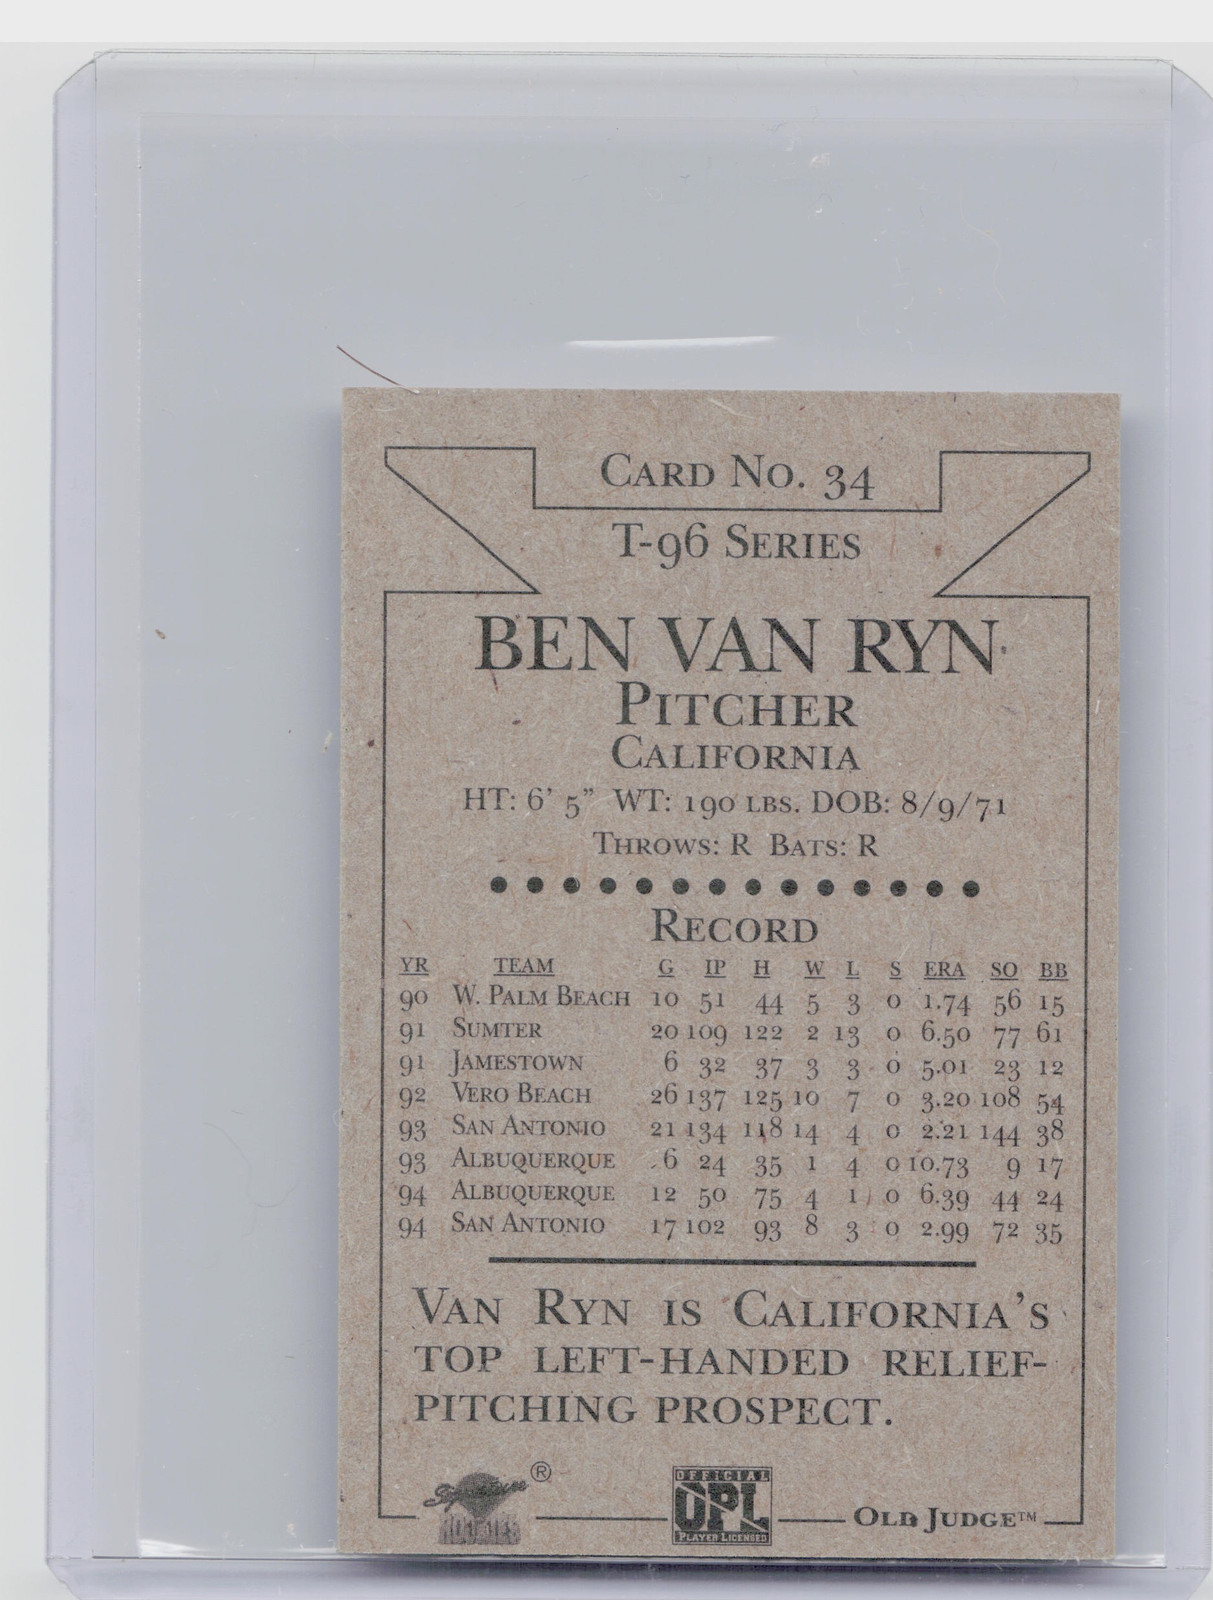 Card No. 34
T-96 Series
BEN VAN RYN
Pitcher
California
HT: 6' 5" WT: 190 lbs. DOB: 8/9/71
Throws: R Bats: R
Record
YR TEAM G IP H W L S ERA SO BB
90 W. Palm Beach 10 51 44 5 3 0 1.74 56 15
91 Sumter 20 109 122 2 13 0 6.50 77 61
91 Jamestown 6 32 37 3 3 0 5.01 23 12
92 Vero Beach 26 137 125 10 7 0 3.20 108 54
93 San Antonio 21 134 118 14 4 0 2.21 144 38
93 Albuquerque 6 24 35 1 4 0 10.73 9 17
94 Albuquerque 12 50 75 4 1 0 6.39 44 24
94 San Antonio 17 102 93 8 3 0 2.99 72 35
Van Ryn is California's
top left-handed relief-
pitching prospect.
Signature ®
Rookies
OFFICIAL
OPL
Player Licensed
Old Judge™